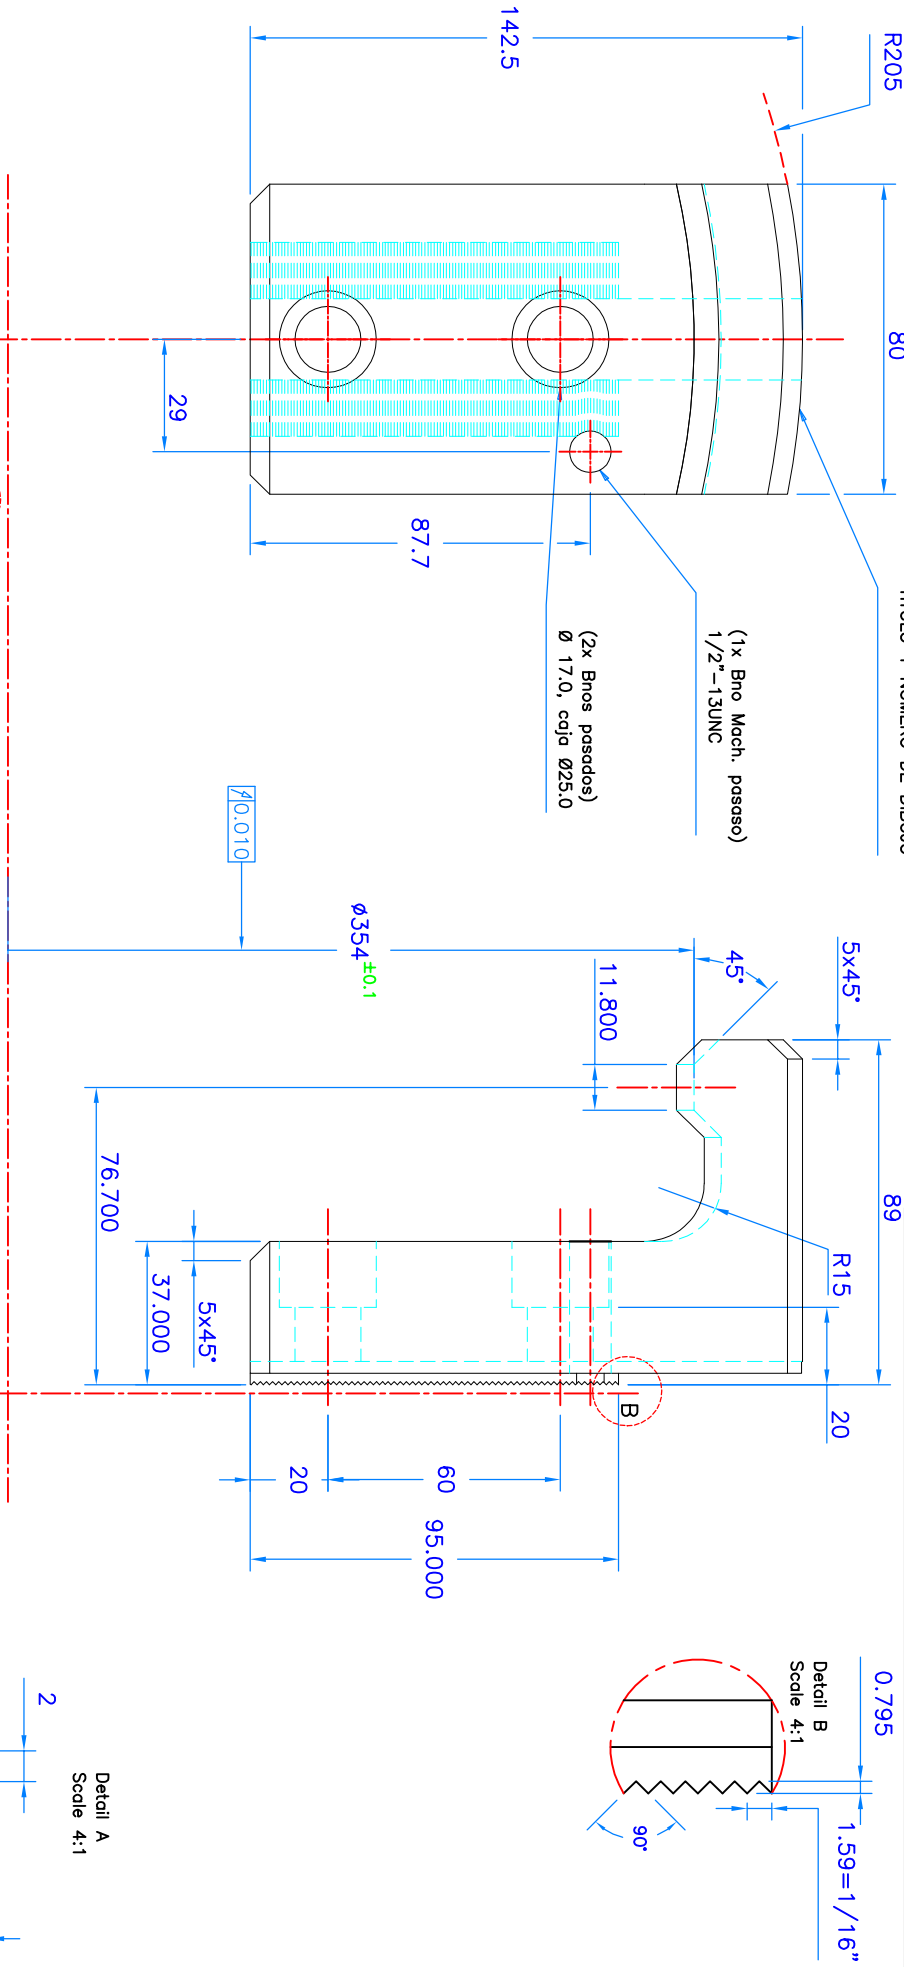 R205
142.5
80
29
87.7
(1x Bno Mach. pasaso)
1/2"-13UNC
(2x Bnos pasados)
Ø 17.0, caja Ø25.0
0.010
Ø354±0.1
45°
11.800
5x45°
89
76.700
37.000
5x45°
R15
20
B
20
60
95.000
Detail B
Scale 4:1
0.795
1.59=1/16"
90°
Detail A
Scale 4:1
2